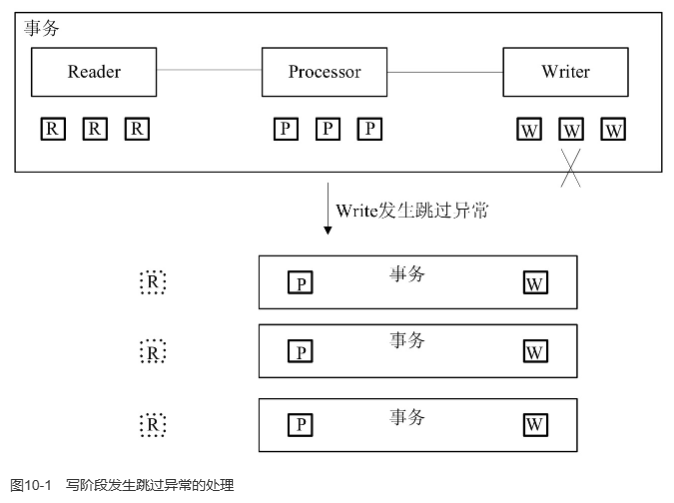 事务
Reader Processor Writer
R R R P P P W W W
Write发生跳过异常
R P 事务 W
R P 事务 W
R P 事务 W
图10-1 写阶段发生跳过异常的处理